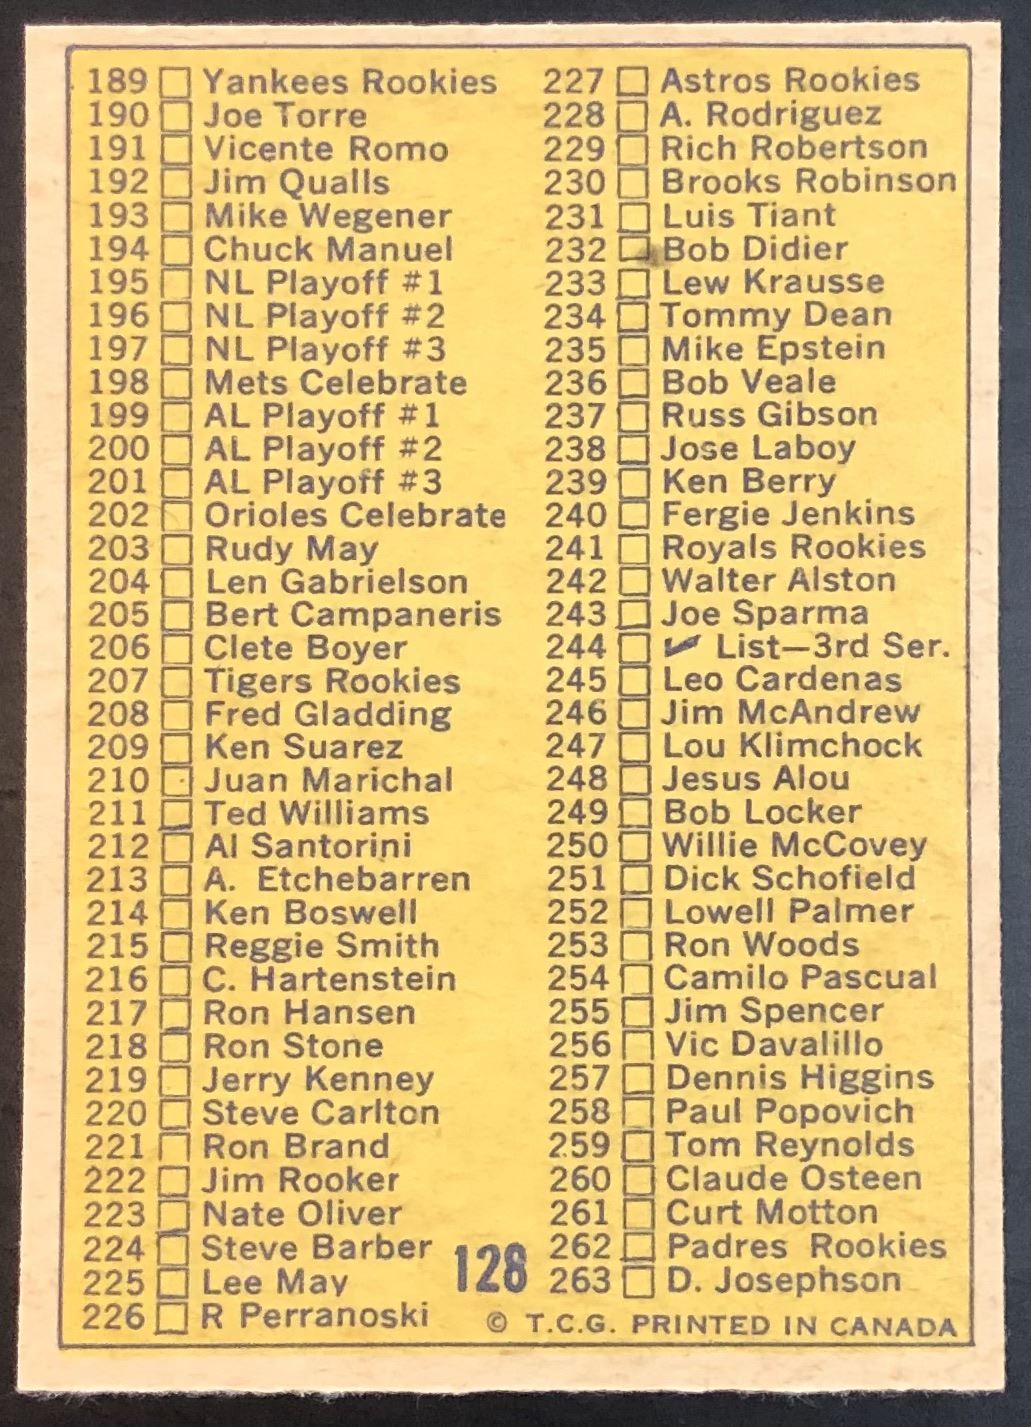 189 Yankees Rookies
190 Joe Torre
191 Vicente Romo
192 Jim Qualls
193 Mike Wegener
194 Chuck Manuel
195 NL Playoff #1
196 NL Playoff #2
197 NL Playoff #3
198 Mets Celebrate
199 AL Playoff #1
200 AL Playoff #2
201 AL Playoff #3
202 Orioles Celebrate
203 Rudy May
204 Len Gabrielson
205 Bert Campaneris
206 Clete Boyer
207 Tigers Rookies
208 Fred Gladding
209 Ken Suarez
210 Juan Marichal
211 Ted Williams
212 Al Santorini
213 A. Etchebarren
214 Ken Boswell
215 Reggie Smith
216 C. Hartenstein
217 Ron Hansen
218 Ron Stone
219 Jerry Kenney
220 Steve Carlton
221 Ron Brand
222 Jim Rooker
223 Nate Oliver
224 Steve Barber
225 Lee May
226 R Perranoski
227 Astros Rookies
228 A. Rodriguez
229 Rich Robertson
230 Brooks Robinson
231 Luis Tiant
232 Bob Didier
233 Lew Krausse
234 Tommy Dean
235 Mike Epstein
236 Bob Veale
237 Russ Gibson
238 Jose Laboy
239 Ken Berry
240 Fergie Jenkins
241 Royals Rookies
242 Walter Alston
243 Joe Sparma
244 ✓ List—3rd Ser.
245 Leo Cardenas
246 Jim McAndrew
247 Lou Klimchock
248 Jesus Alou
249 Bob Locker
250 Willie McCovey
251 Dick Schofield
252 Lowell Palmer
253 Ron Woods
254 Camilo Pascual
255 Jim Spencer
256 Vic Davalillo
257 Dennis Higgins
258 Paul Popovich
259 Tom Reynolds
260 Claude Osteen
261 Curt Motton
262 Padres Rookies
263 D. Josephson
128
© T.C.G. PRINTED IN CANADA